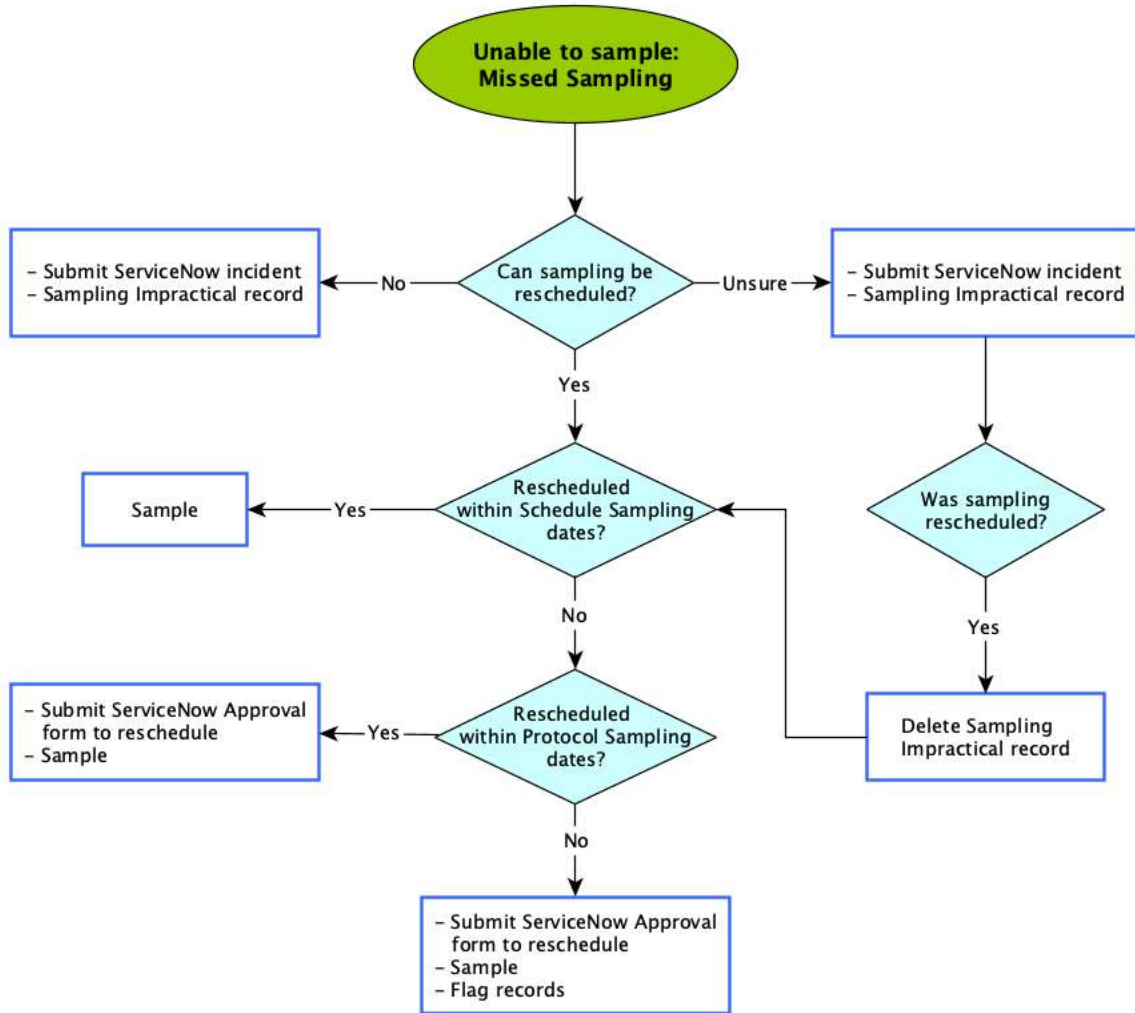 Unable to sample:
Missed Sampling
– Submit ServiceNow incident
– Sampling Impractical record
No
Can sampling be
rescheduled?
Unsure
– Submit ServiceNow incident
– Sampling Impractical record
Yes
Sample
Yes
Rescheduled
within Schedule Sampling
dates?
Was sampling
rescheduled?
No
Yes
– Submit ServiceNow Approval
form to reschedule
– Sample
Yes
Rescheduled
within Protocol Sampling
dates?
Delete Sampling
Impractical record
No
– Submit ServiceNow Approval
form to reschedule
– Sample
– Flag records